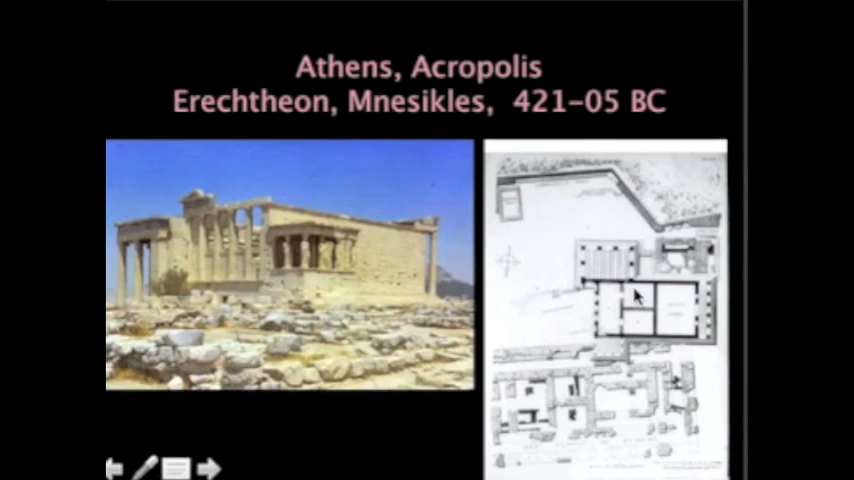 Athens, Acropolis
Erechtheon, Mnesikles, 421-05 BC